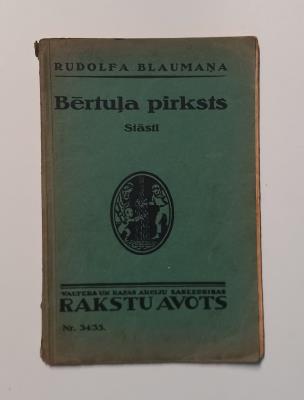 RUDOLFA BLAUMAŅA
Bērtuļa pirksts
Stāsti
VALTERA UN RAPAS AKCIJU SABIEDRĪBAS
RAKSTU AVOTS
Nr. 34/35.